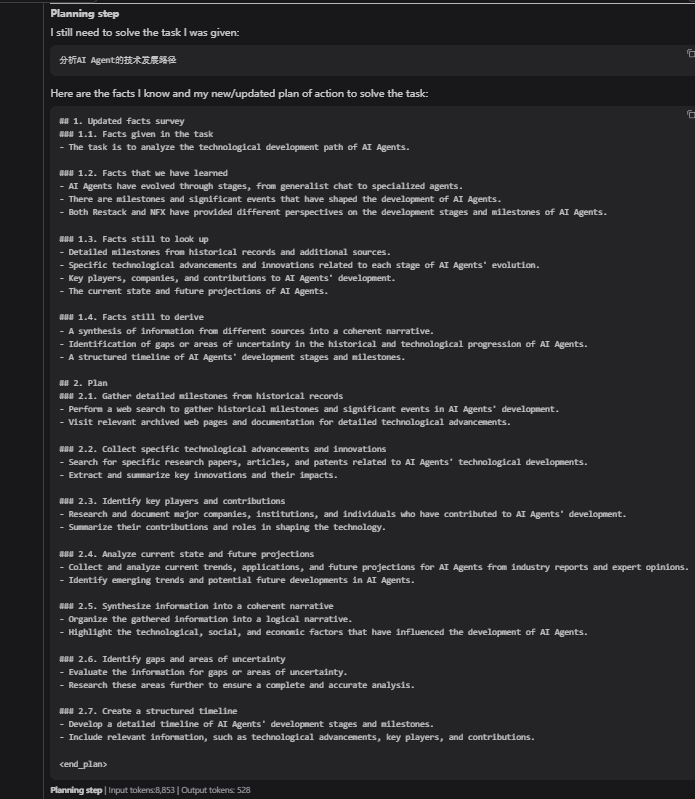 Planning step
I still need to solve the task I was given:
分析AI Agent的技术发展路径
Here are the facts I know and my new/updated plan of action to solve the task:
## 1. Updated facts survey
### 1.1. Facts given in the task
- The task is to analyze the technological development path of AI Agents.
### 1.2. Facts that we have learned
- AI Agents have evolved through stages, from generalist chat to specialized agents.
- There are milestones and significant events that have shaped the development of AI Agents.
- Both Restack and NFX have provided different perspectives on the development stages and milestones of AI Agents.
### 1.3. Facts still to look up
- Detailed milestones from historical records and additional sources.
- Specific technological advancements and innovations related to each stage of AI Agents' evolution.
- Key players, companies, and contributions to AI Agents' development.
- The current state and future projections of AI Agents.
### 1.4. Facts still to derive
- A synthesis of information from different sources into a coherent narrative.
- Identification of gaps or areas of uncertainty in the historical and technological progression of AI Agents.
- A structured timeline of AI Agents' development stages and milestones.
## 2. Plan
### 2.1. Gather detailed milestones from historical records
- Perform a web search to gather historical milestones and significant events in AI Agents' development.
- Visit relevant archived web pages and documentation for detailed technological advancements.
### 2.2. Collect specific technological advancements and innovations
- Search for specific research papers, articles, and patents related to AI Agents' technological developments.
- Extract and summarize key innovations and their impacts.
### 2.3. Identify key players and contributions
- Research and document major companies, institutions, and individuals who have contributed to AI Agents' development.
- Summarize their contributions and roles in shaping the technology.
### 2.4. Analyze current state and future projections
- Collect and analyze current trends, applications, and future projections for AI Agents from industry reports and expert opinions.
- Identify emerging trends and potential future developments in AI Agents.
### 2.5. Synthesize information into a coherent narrative
- Organize the gathered information into a logical narrative.
- Highlight the technological, social, and economic factors that have influenced the development of AI Agents.
### 2.6. Identify gaps and areas of uncertainty
- Evaluate the information for gaps or areas of uncertainty.
- Research these areas further to ensure a complete and accurate analysis.
### 2.7. Create a structured timeline
- Develop a detailed timeline of AI Agents' development stages and milestones.
- Include relevant information, such as technological advancements, key players, and contributions.
<end_plan>
Planning step | Input tokens:8,853 | Output tokens: 528